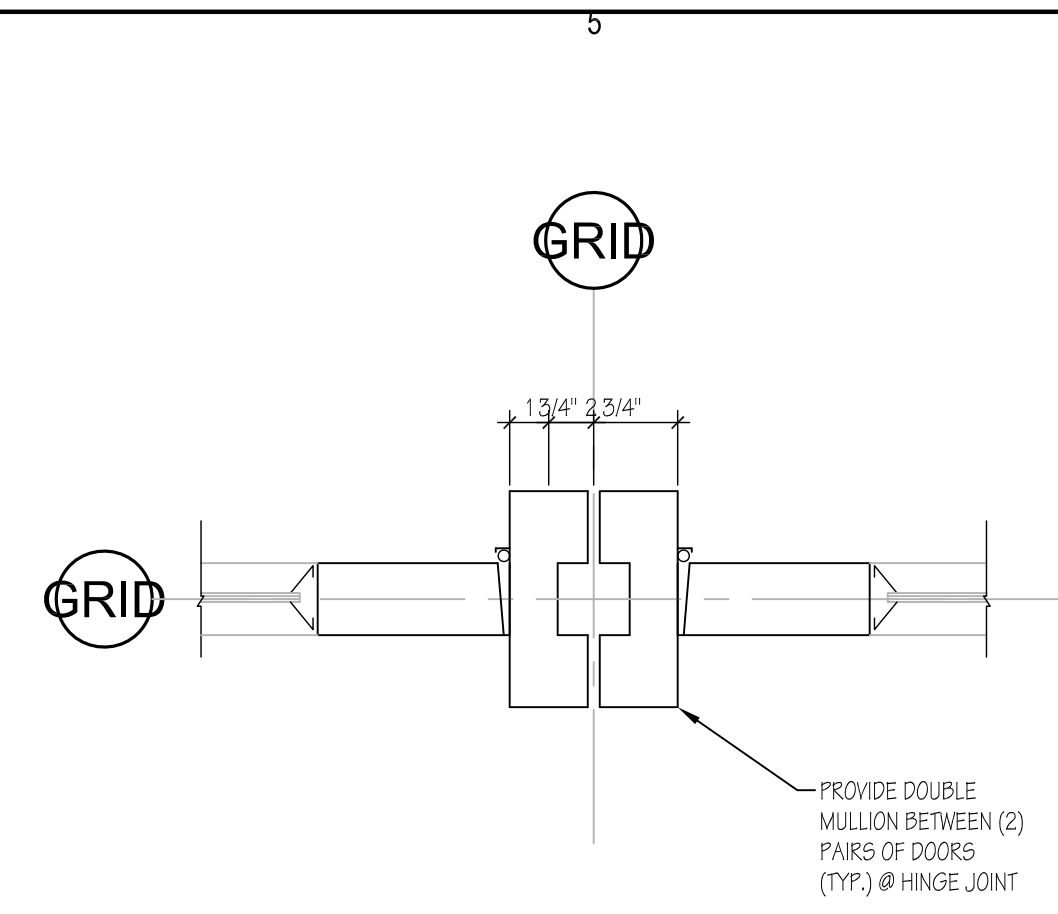 5
GRID
1 3/4" 2 3/4"
GRID
PROVIDE DOUBLE
MULLION BETWEEN (2)
PAIRS OF DOORS
(TYP.) @ HINGE JOINT